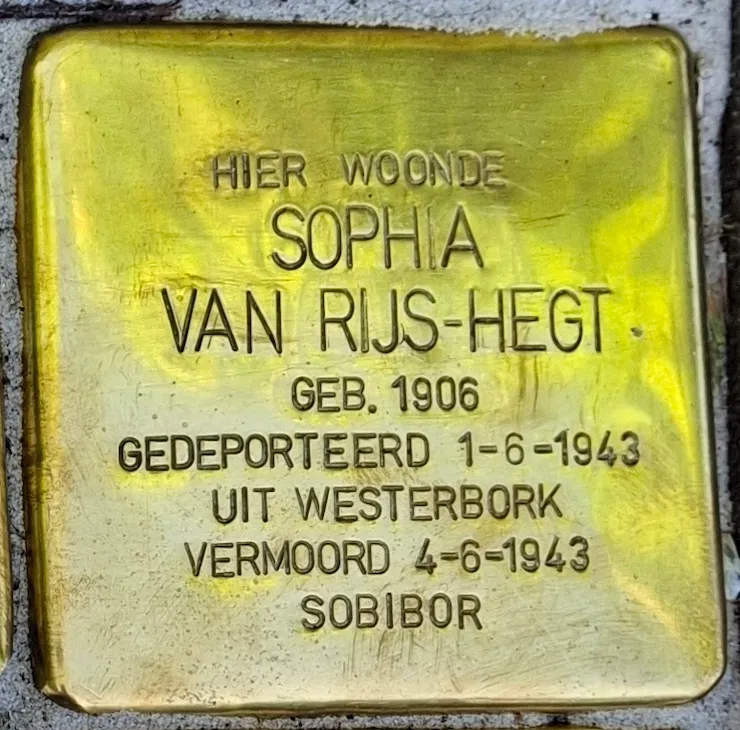 HIER WOONDE
SOPHIA
VAN RIJS-HEGT
GEB. 1906
GEDEPORTEERD 1-6-1943
UIT WESTERBORK
VERMOORD 4-6-1943
SOBIBOR